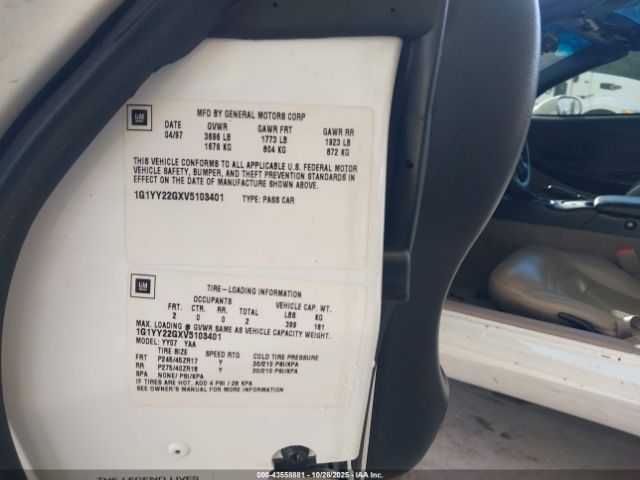 GM
MFD BY GENERAL MOTORS CORP
DATE GVWR GAWR FRT GAWR RR
04/97 3696 LB 1773 LB 1923 LB
1676 KG 804 KG 872 KG
THIS VEHICLE CONFORMS TO ALL APPLICABLE U.S. FEDERAL MOTOR
VEHICLE SAFETY, BUMPER, AND THEFT PREVENTION STANDARDS IN
EFFECT ON THE DATE OF MANUFACTURE SHOWN ABOVE.
1G1YY22GXV5103401 TYPE: PASS CAR
GM
TIRE-LOADING INFORMATION
OCCUPANTS VEHICLE CAP. WT.
FRT. CTR. RR. TOTAL LBS KG
2 0 0 2 399 181
MAX. LOADING @ GVWR SAME AS VEHICLE CAPACITY WEIGHT.
1G1YY22GXV5103401
MODEL: YY07 YAA
TIRE SIZE SPEED RTG COLD TIRE PRESSURE
FRT P245/45ZR17 Y 30/210 PSI/KPA
RR P275/40ZR18 Y 30/210 PSI/KPA
SPA NONE/ PSI/KPA
IF TIRES ARE HOT, ADD 4 PSI / 28 KPA
SEE OWNER'S MANUAL FOR MORE INFORMATION
THE LEGEND LIVES
000-43558881 - 10/28/2025 - IAA Inc.